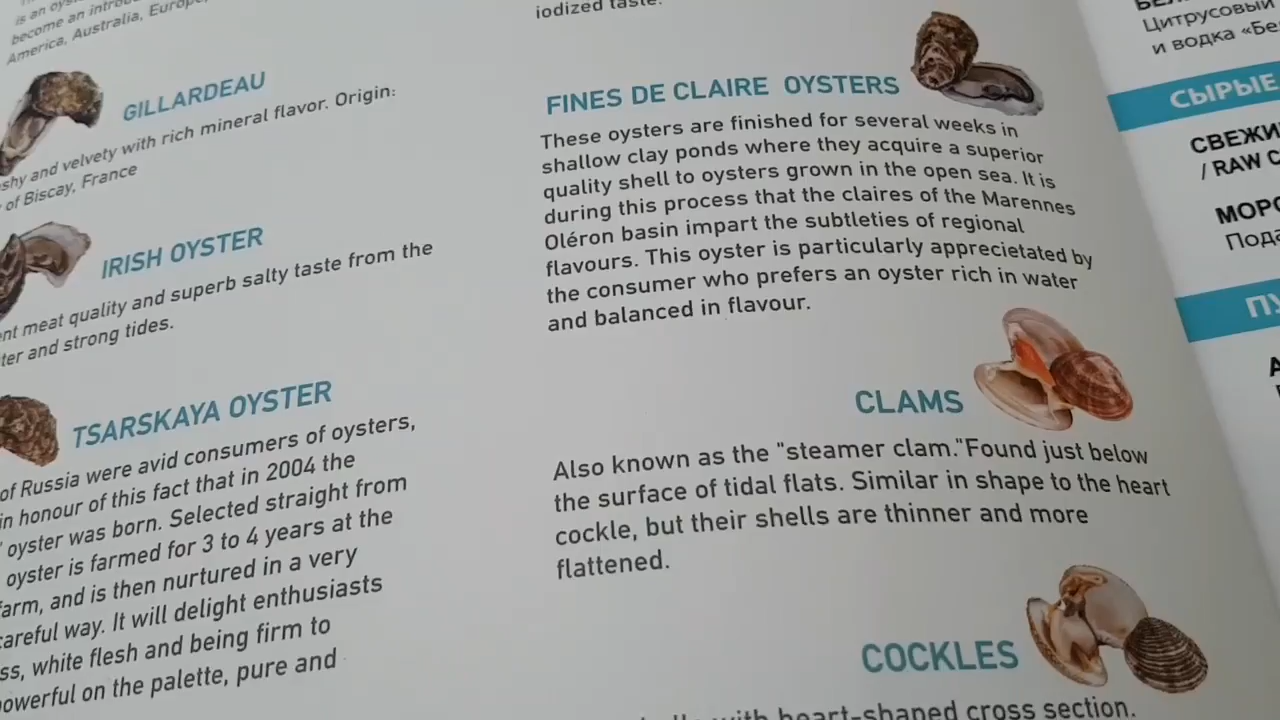 is an oyster
become an introd
America, Australia, Europe,
GILLARDEAU
shy and velvety with rich mineral flavor. Origin:
of Biscay, France
IRISH OYSTER
nt meat quality and superb salty taste from the
ter and strong tides.
TSARSKAYA OYSTER
of Russia were avid consumers of oysters,
in honour of this fact that in 2004 the
oyster was born. Selected straight from
oyster is farmed for 3 to 4 years at the
farm, and is then nurtured in a very
careful way. It will delight enthusiasts
ss, white flesh and being firm to
powerful on the palette, pure and
iodized taste.
FINES DE CLAIRE OYSTERS
These oysters are finished for several weeks in
shallow clay ponds where they acquire a superior
quality shell to oysters grown in the open sea. It is
during this process that the claires of the Marennes
Oléron basin impart the subtleties of regional
flavours. This oyster is particularly apprecietated by
the consumer who prefers an oyster rich in water
and balanced in flavour.
CLAMS
Also known as the "steamer clam."Found just below
the surface of tidal flats. Similar in shape to the heart
cockle, but their shells are thinner and more
flattened.
COCKLES
with heart-shaped cross section.
Цитрусовый
и водка «Бе
СЫРЫЕ
СВЕЖИ
/ RAW C
МОРО
Пода
ПУ